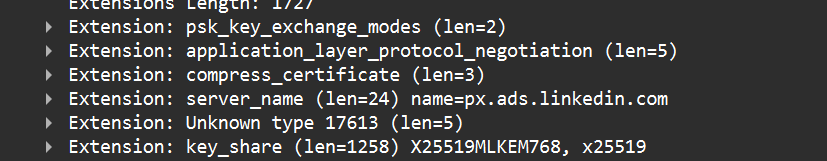 Extensions Length: 1727
Extension: psk_key_exchange_modes (len=2)
Extension: application_layer_protocol_negotiation (len=5)
Extension: compress_certificate (len=3)
Extension: server_name (len=24) name=px.ads.linkedin.com
Extension: Unknown type 17613 (len=5)
Extension: key_share (len=1258) X25519MLKEM768, x25519